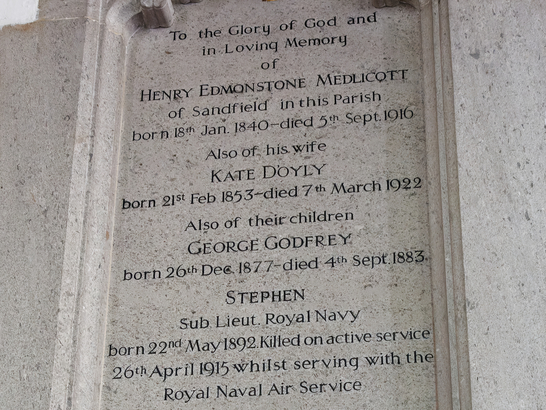 To the Glory of God and
in Loving Memory
of
HENRY EDMONSTONE MEDLICOTT
of Sandfield in this Parish
born 18th Jan. 1840–died 5th Sept. 1916
Also of his wife
KATE D'OYLY
born 21st Feb 1853–died 7th March 1922
Also of their children
GEORGE GODFREY
born 26th Dec. 1877–died 4th Sept. 1883.
STEPHEN
Sub Lieut. Royal Navy
born 22nd May 1892. Killed on active service
26th April 1915 whilst serving with the
Royal Naval Air Service